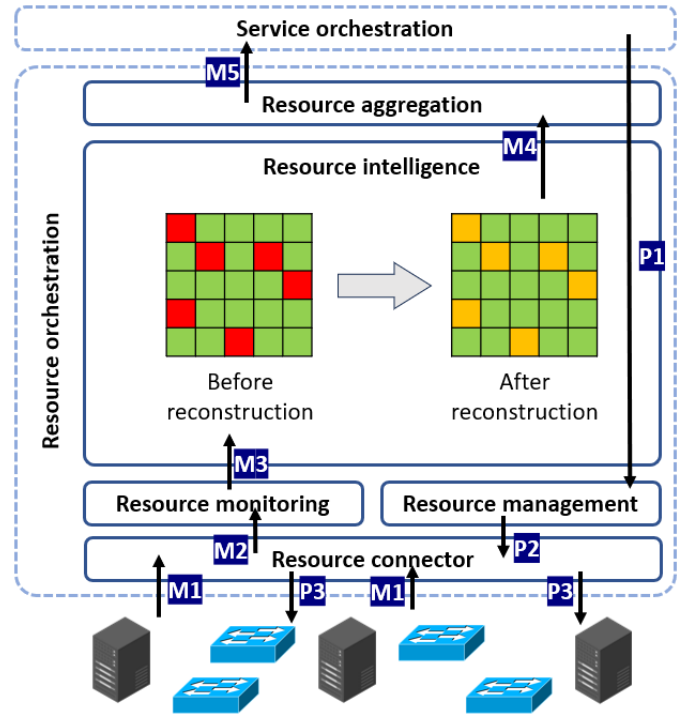 Service orchestration
M5
Resource aggregation
M4
Resource intelligence
P1
Resource orchestration
Before
reconstruction
After
reconstruction
M3
Resource monitoring
Resource management
M2
P2
Resource connector
M1
P3
M1
P3